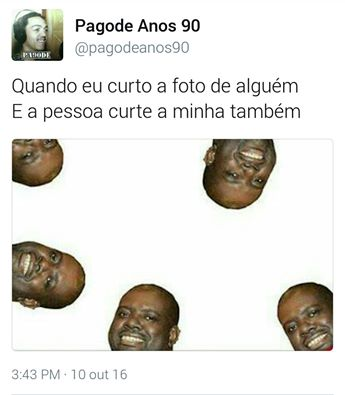 PAGODE
Pagode Anos 90
@pagodeanos90
Quando eu curto a foto de alguém
E a pessoa curte a minha também
3:43 PM · 10 out 16